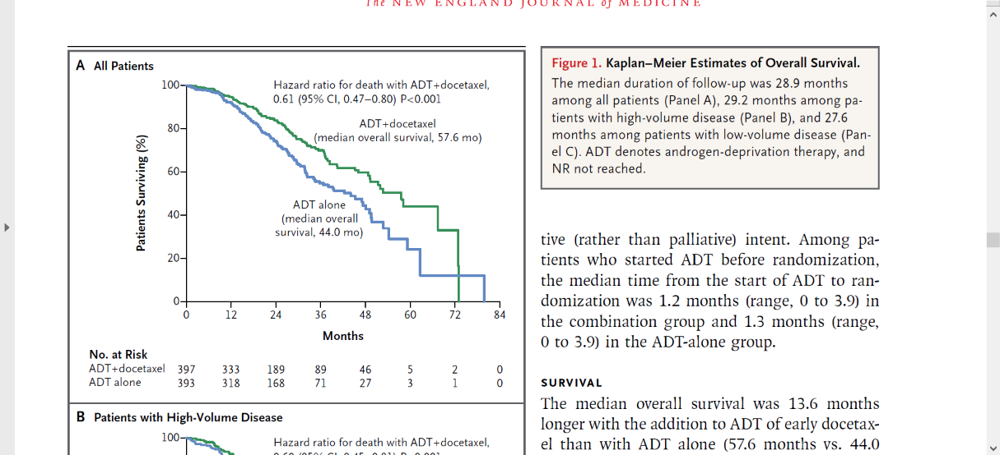 The NEW ENGLAND JOURNAL of MEDICINE
A All Patients
100
80
60
40
20
0
Patients Surviving (%)
Hazard ratio for death with ADT+docetaxel,
0.61 (95% CI, 0.47–0.80) P<0.001
ADT+docetaxel
(median overall survival, 57.6 mo)
ADT alone
(median overall
survival, 44.0 mo)
0 12 24 36 48 60 72 84
Months
No. at Risk
ADT+docetaxel 397 333 189 89 46 5 2 0
ADT alone 393 318 168 71 27 3 1 0
B Patients with High-Volume Disease
100
Hazard ratio for death with ADT+docetaxel,
Figure 1. Kaplan–Meier Estimates of Overall Survival.
The median duration of follow-up was 28.9 months
among all patients (Panel A), 29.2 months among pa-
tients with high-volume disease (Panel B), and 27.6
months among patients with low-volume disease (Pan-
el C). ADT denotes androgen-deprivation therapy, and
NR not reached.
tive (rather than palliative) intent. Among pa-
tients who started ADT before randomization,
the median time from the start of ADT to ran-
domization was 1.2 months (range, 0 to 3.9) in
the combination group and 1.3 months (range,
0 to 3.9) in the ADT-alone group.
SURVIVAL
The median overall survival was 13.6 months
longer with the addition to ADT of early docetax-
el than with ADT alone (57.6 months vs. 44.0